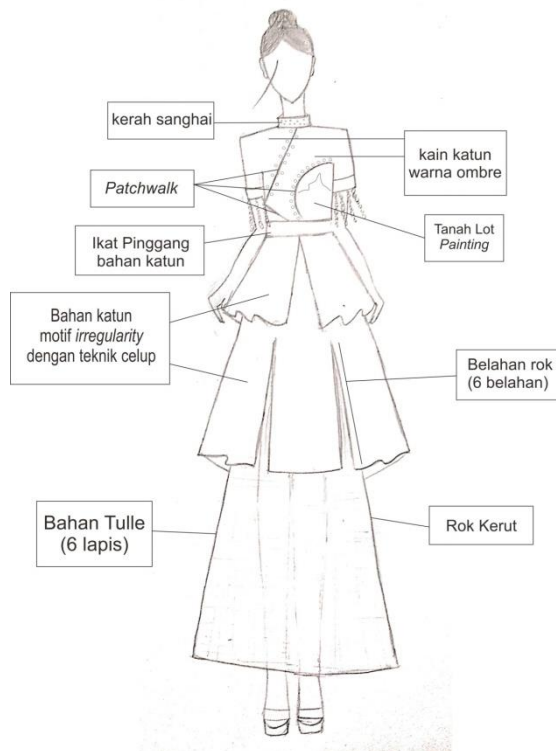 kerah sanghai
kain katun
warna ombre
Patchwalk
Tanah Lot
Painting
Ikat Pinggang
bahan katun
Bahan katun
motif irregularity
dengan teknik celup
Belahan rok
(6 belahan)
Bahan Tulle
(6 lapis)
Rok Kerut